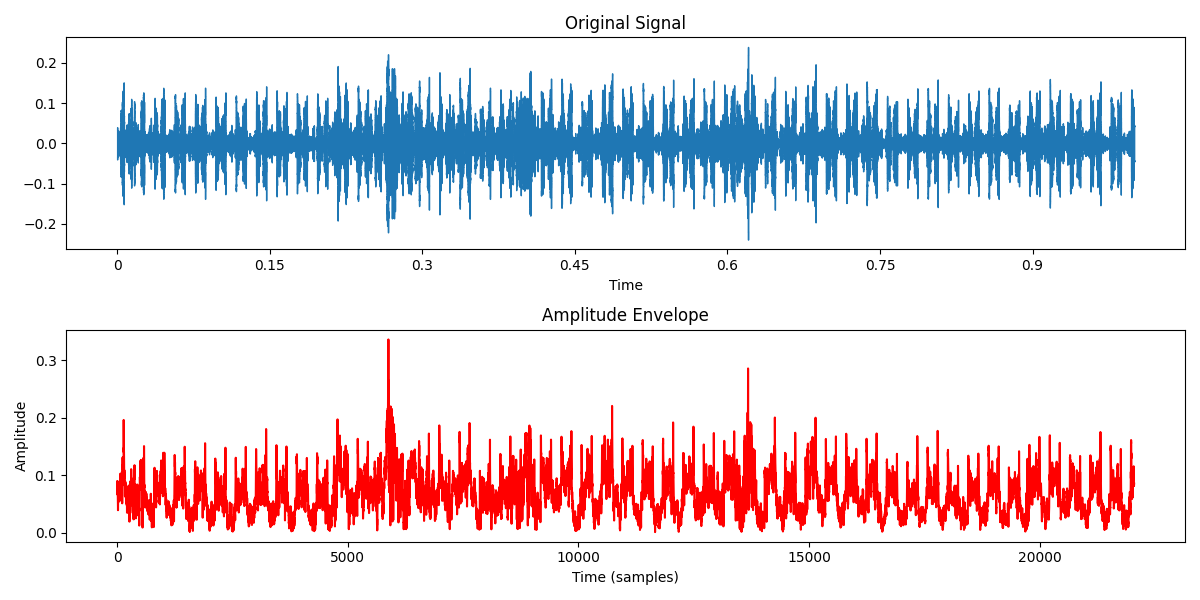 Original Signal
0.2
0.1
0.0
−0.1
−0.2
0 0.15 0.3 0.45 0.6 0.75 0.9
Time
Amplitude Envelope
Amplitude
0.3
0.2
0.1
0.0
0 5000 10000 15000 20000
Time (samples)